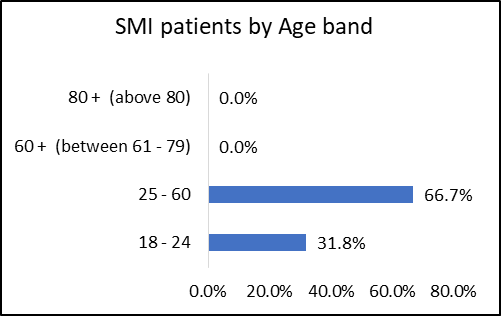 SMI patients by Age band
80 + (above 80) 0.0%
60 + (between 61 - 79) 0.0%
25 - 60 66.7%
18 - 24 31.8%
0.0% 20.0% 40.0% 60.0% 80.0%